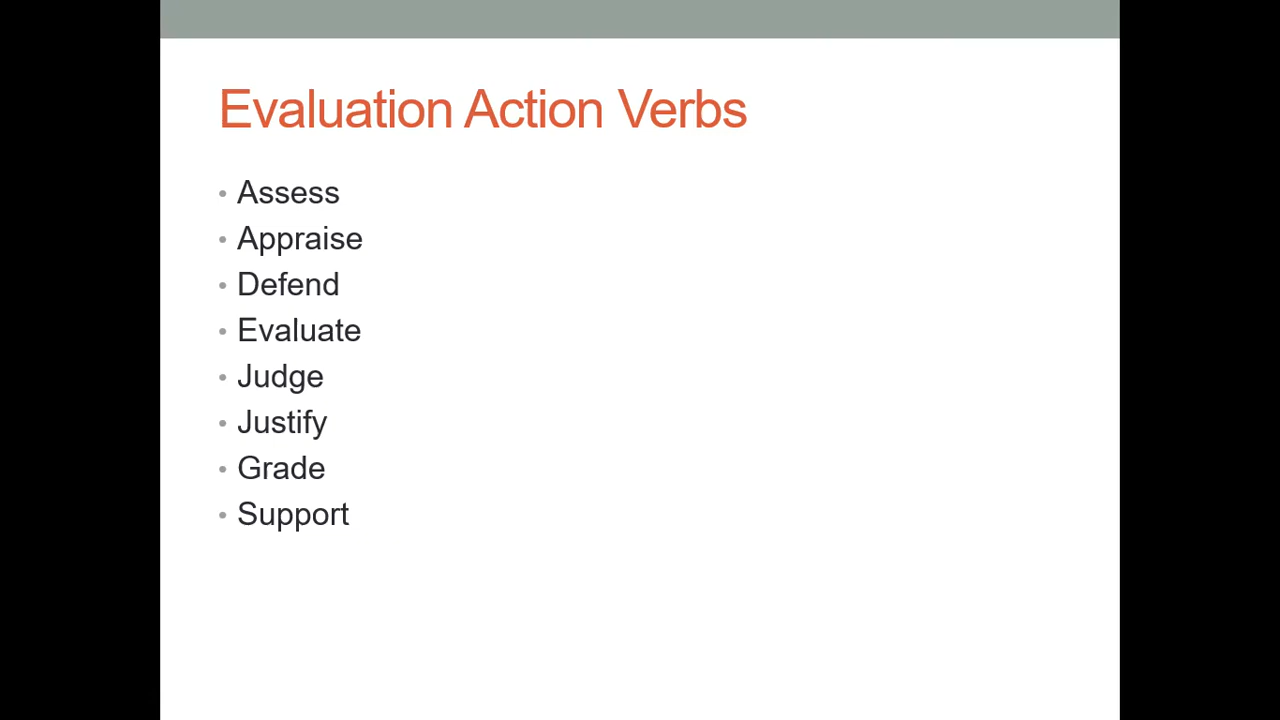 Evaluation Action Verbs
• Assess
• Appraise
• Defend
• Evaluate
• Judge
• Justify
• Grade
• Support